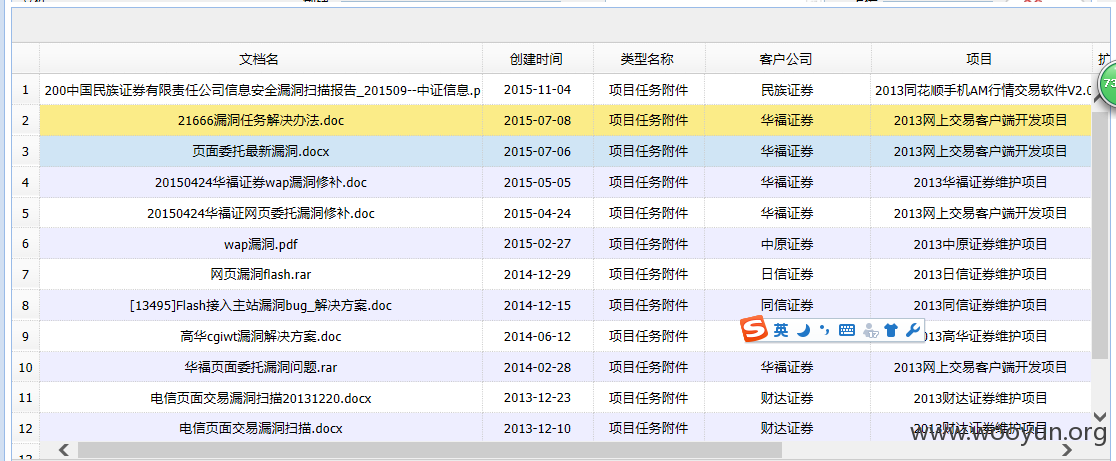 文档名 创建时间 类型名称 客户公司 项目 扩
1 200中国民族证券有限责任公司信息安全漏洞扫描报告_201509--中证信息.p 2015-11-04 项目任务附件 民族证券 2013同花顺手机AM行情交易软件V2.0 73
2 21666漏洞任务解决办法.doc 2015-07-08 项目任务附件 华福证券 2013网上交易客户端开发项目
3 页面委托最新漏洞.docx 2015-07-06 项目任务附件 华福证券 2013网上交易客户端开发项目
4 20150424华福证券wap漏洞修补.doc 2015-05-05 项目任务附件 华福证券 2013华福证券维护项目
5 20150424华福证网页委托漏洞修补.doc 2015-04-24 项目任务附件 华福证券 2013网上交易客户端开发项目
6 wap漏洞.pdf 2015-02-27 项目任务附件 中原证券 2013中原证券维护项目
7 网页漏洞flash.rar 2014-12-29 项目任务附件 日信证券 2013日信证券维护项目
8 [13495]Flash接入主站漏洞bug_解决方案.doc 2014-12-15 项目任务附件 同信证券 2013同信证券维护项目
S 英 17
9 高华cgiwt漏洞解决方案.doc 2014-06-12 项目任务附件 013高华证券维护项目
10 华福页面委托漏洞问题.rar 2014-02-28 项目任务附件 华福证券 2013网上交易客户端开发项目
11 电信页面交易漏洞扫描20131220.docx 2013-12-23 项目任务附件 财达证券 2013财达证券维护项目
12 电信页面交易漏洞扫描.docx 2013-12-10 项目任务附件 财达证券 2013财达证券维护项目
www.wooyun.org